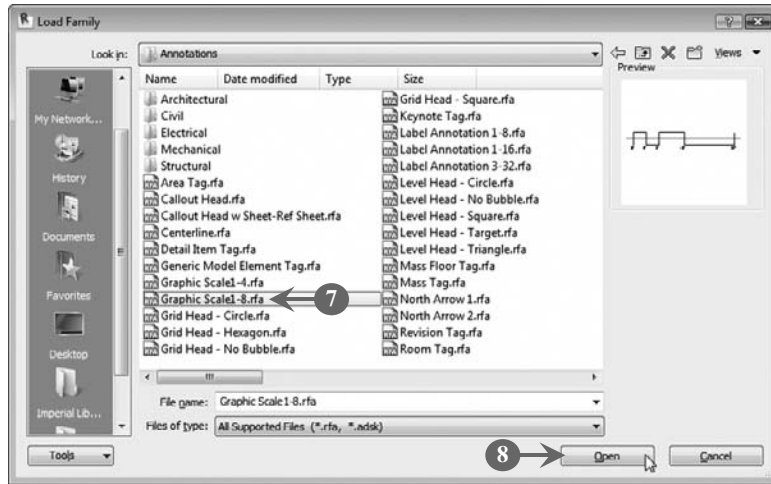 Load Family
Look in: Annotations Views
Preview
My Network...
History
Documents
Favorites
Desktop
Imperial Lib...
Name Date modified Type Size
Architectural
Civil
Electrical
Mechanical
Structural
Area Tag.rfa
Callout Head.rfa
Callout Head w Sheet-Ref Sheet.rfa
Centerline.rfa
Detail Item Tag.rfa
Generic Model Element Tag.rfa
Graphic Scale1-4.rfa
Graphic Scale1-8.rfa 7
Grid Head - Circle.rfa
Grid Head - Hexagon.rfa
Grid Head - No Bubble.rfa
Grid Head - Square.rfa
Keynote Tag.rfa
Label Annotation 1-8.rfa
Label Annotation 1-16.rfa
Label Annotation 3-32.rfa
Level Head - Circle.rfa
Level Head - No Bubble.rfa
Level Head - Square.rfa
Level Head - Target.rfa
Level Head - Triangle.rfa
Mass Floor Tag.rfa
Mass Tag.rfa
North Arrow 1.rfa
North Arrow 2.rfa
Revision Tag.rfa
Room Tag.rfa
File name: Graphic Scale1-8.rfa
Files of type: All Supported Files (*.rfa, *.adsk)
Tools 8 Open Cancel